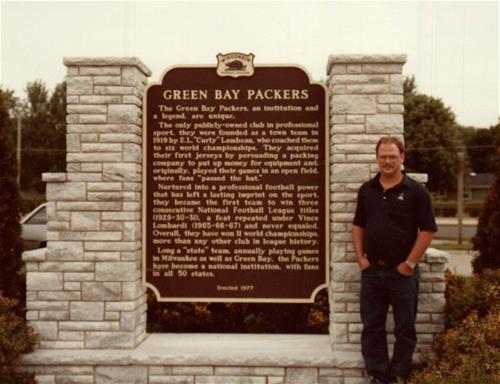 WISCONSIN
GREEN BAY PACKERS
The Green Bay Packers, an institution and
a legend, are unique.
The only publicly-owned club in professional
sport, they were founded as a town team in
1919 by E.L. "Curly" Lambeau, who coached them
to six world championships. They acquired
their first jerseys by persuading a packing
company to put up money for equipment and,
originally, played their games in an open field,
where fans "passed the hat."
Nurtured into a professional football power
that has left a lasting imprint on the sport,
they became the first team to win three
consecutive National Football League titles
(1929-30-31), a feat repeated under Vince
Lombardi (1965-66-67) and never equaled.
Overall, they have won 11 world championships,
more than any other club in league history.
Long a "state" team, annually playing games
in Milwaukee as well as Green Bay, the Packers
have become a national institution, with fans
in all 50 states.
Erected 1977